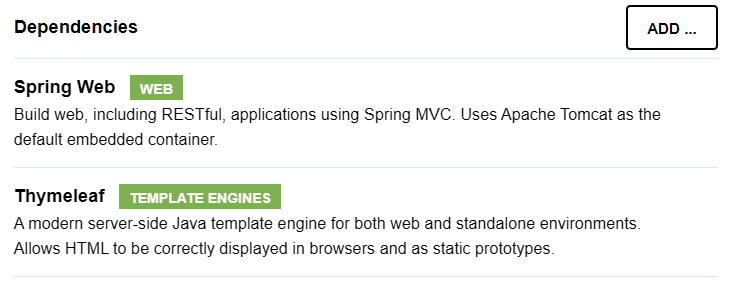 Dependencies ADD ...
Spring Web WEB
Build web, including RESTful, applications using Spring MVC. Uses Apache Tomcat as the
default embedded container.
Thymeleaf TEMPLATE ENGINES
A modern server-side Java template engine for both web and standalone environments.
Allows HTML to be correctly displayed in browsers and as static prototypes.